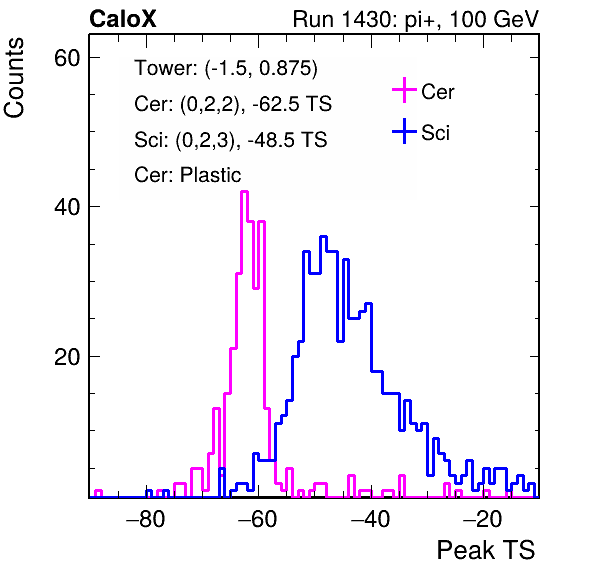 CaloX Run 1430: pi+, 100 GeV
Counts
60
40
20
Tower: (-1.5, 0.875)
Cer: (0,2,2), -62.5 TS
Sci: (0,2,3), -48.5 TS
Cer: Plastic
Cer
Sci
−80 −60 −40 −20
Peak TS